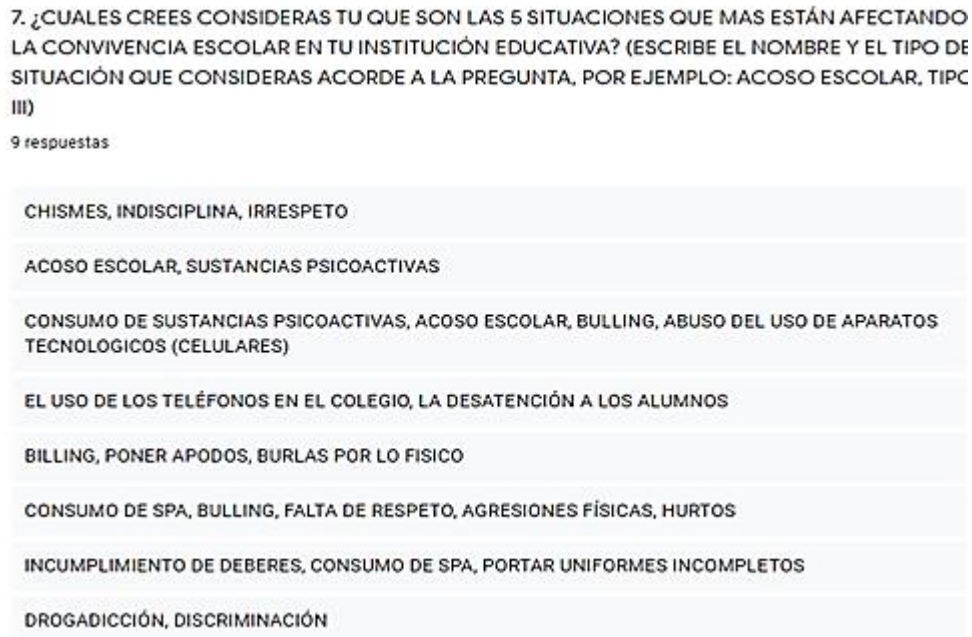 7. ¿CUALES CREES CONSIDERAS TU QUE SON LAS 5 SITUACIONES QUE MAS ESTÁN AFECTANDO
LA CONVIVENCIA ESCOLAR EN TU INSTITUCIÓN EDUCATIVA? (ESCRIBE EL NOMBRE Y EL TIPO DE
SITUACIÓN QUE CONSIDERAS ACORDE A LA PREGUNTA, POR EJEMPLO: ACOSO ESCOLAR, TIPO
III)
9 respuestas
CHISMES, INDISCIPLINA, IRRESPETO
ACOSO ESCOLAR, SUSTANCIAS PSICOACTIVAS
CONSUMO DE SUSTANCIAS PSICOACTIVAS, ACOSO ESCOLAR, BULLING, ABUSO DEL USO DE APARATOS
TECNOLOGICOS (CELULARES)
EL USO DE LOS TELÉFONOS EN EL COLEGIO, LA DESATENCIÓN A LOS ALUMNOS
BILLING, PONER APODOS, BURLAS POR LO FISICO
CONSUMO DE SPA, BULLING, FALTA DE RESPETO, AGRESIONES FÍSICAS, HURTOS
INCUMPLIMIENTO DE DEBERES, CONSUMO DE SPA, PORTAR UNIFORMES INCOMPLETOS
DROGADICCIÓN, DISCRIMINACIÓN